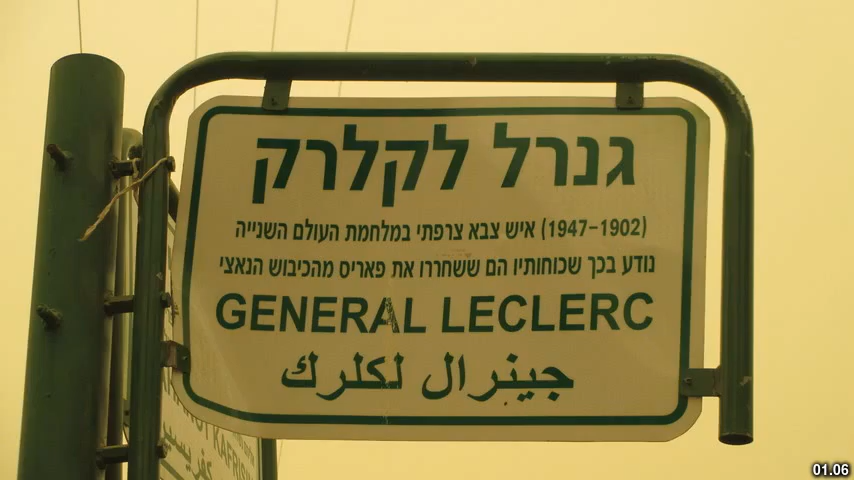 גנרל לקלרק
(1947-1902) איש צבא צרפתי במלחמת העולם השנייה
נודע בכך שכוחותיו הם ששחררו את פאריס מהכיבוש הנאצי
GENERAL LECLERC
جينرال لكلرك
01.06